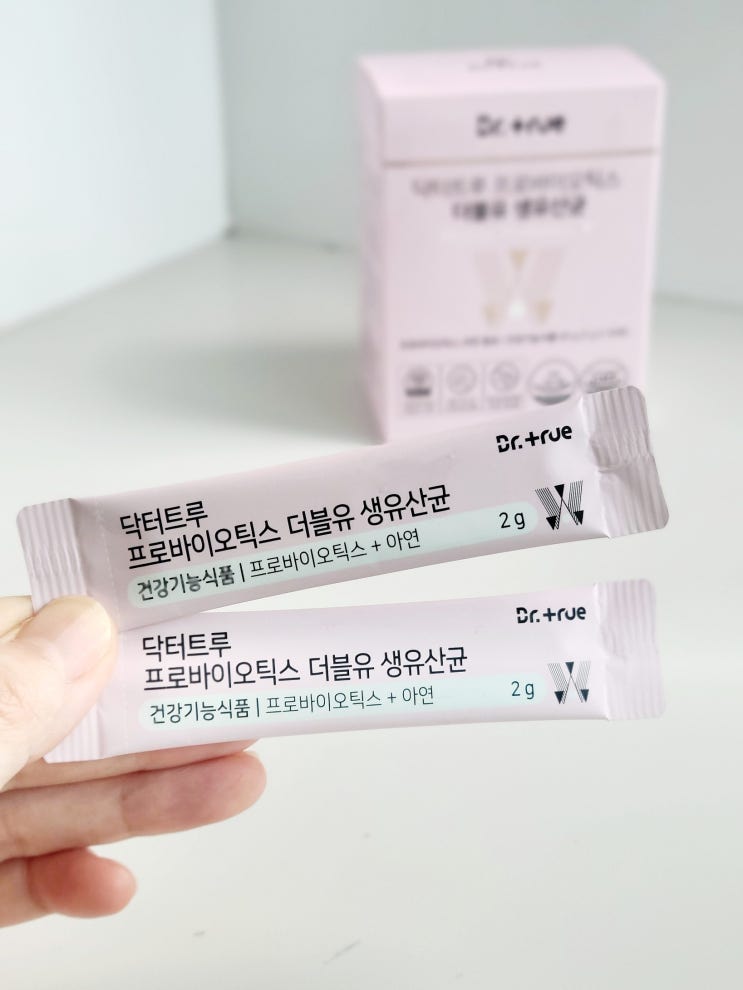 Dr.+rue
닥터트루 프로바이오틱스
더블유 생유산균
Dr.+rue
닥터트루
프로바이오틱스 더블유 생유산균
건강기능식품 | 프로바이오틱스 + 아연
2g
Dr.+rue
닥터트루
프로바이오틱스 더블유 생유산균
건강기능식품 | 프로바이오틱스 + 아연
2g